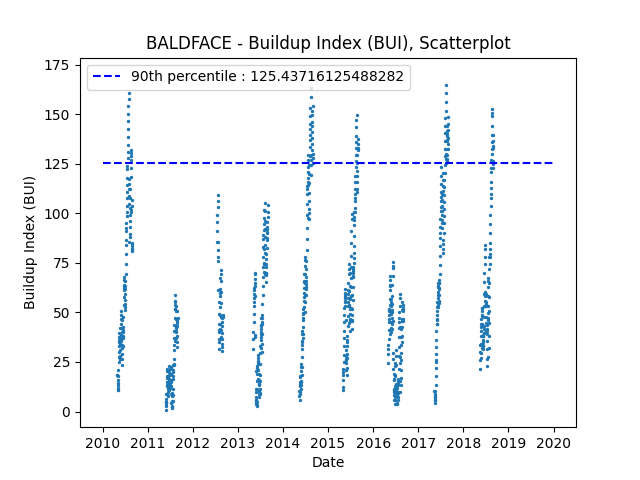 BALDFACE - Buildup Index (BUI), Scatterplot
90th percentile : 125.43716125488282
Buildup Index (BUI)
175
150
125
100
75
50
25
0
2010 2011 2012 2013 2014 2015 2016 2017 2018 2019 2020
Date